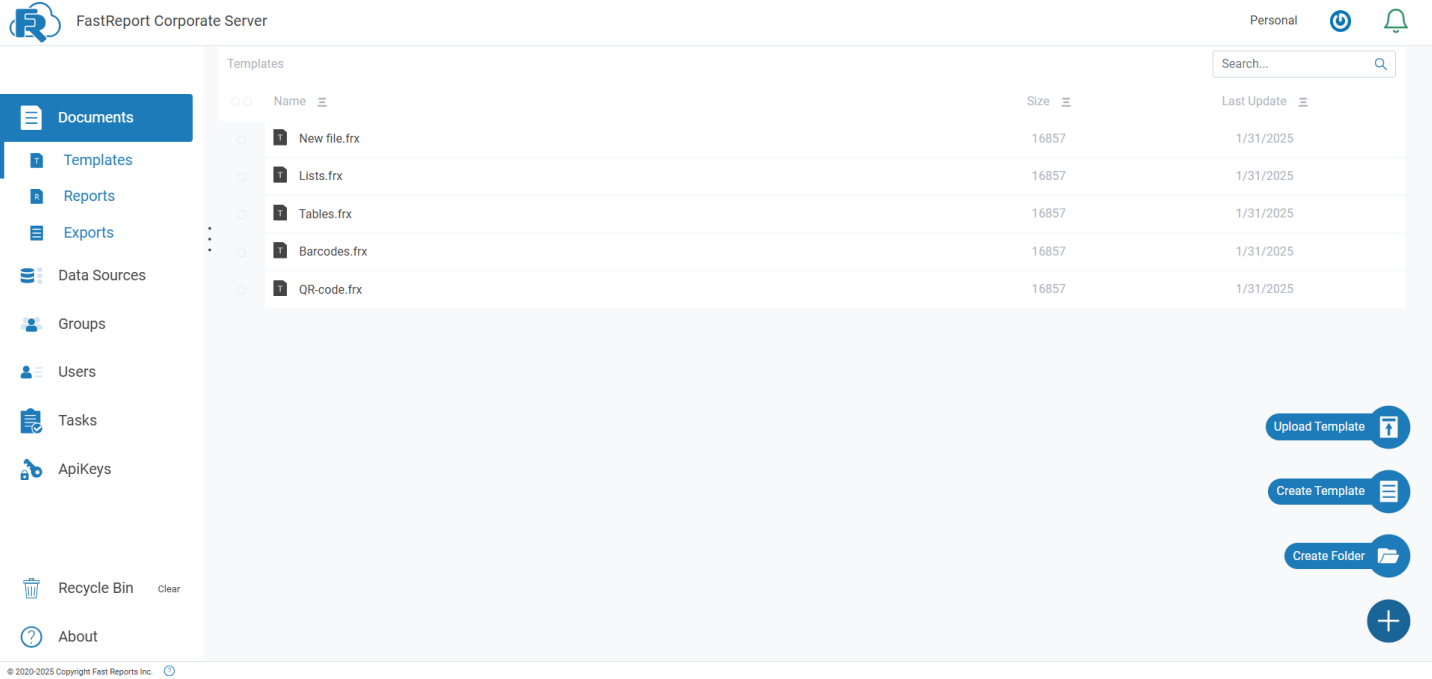 FastReport Corporate Server
Personal
Documents
Templates
Reports
Exports
Data Sources
Groups
Users
Tasks
ApiKeys
Recycle Bin Clear
About
Templates
Search...
Name Size Last Update
T New file.frx 16857 1/31/2025
T Lists.frx 16857 1/31/2025
T Tables.frx 16857 1/31/2025
T Barcodes.frx 16857 1/31/2025
T QR-code.frx 16857 1/31/2025
Upload Template
Create Template
Create Folder
© 2020-2025 Copyright Fast Reports Inc.